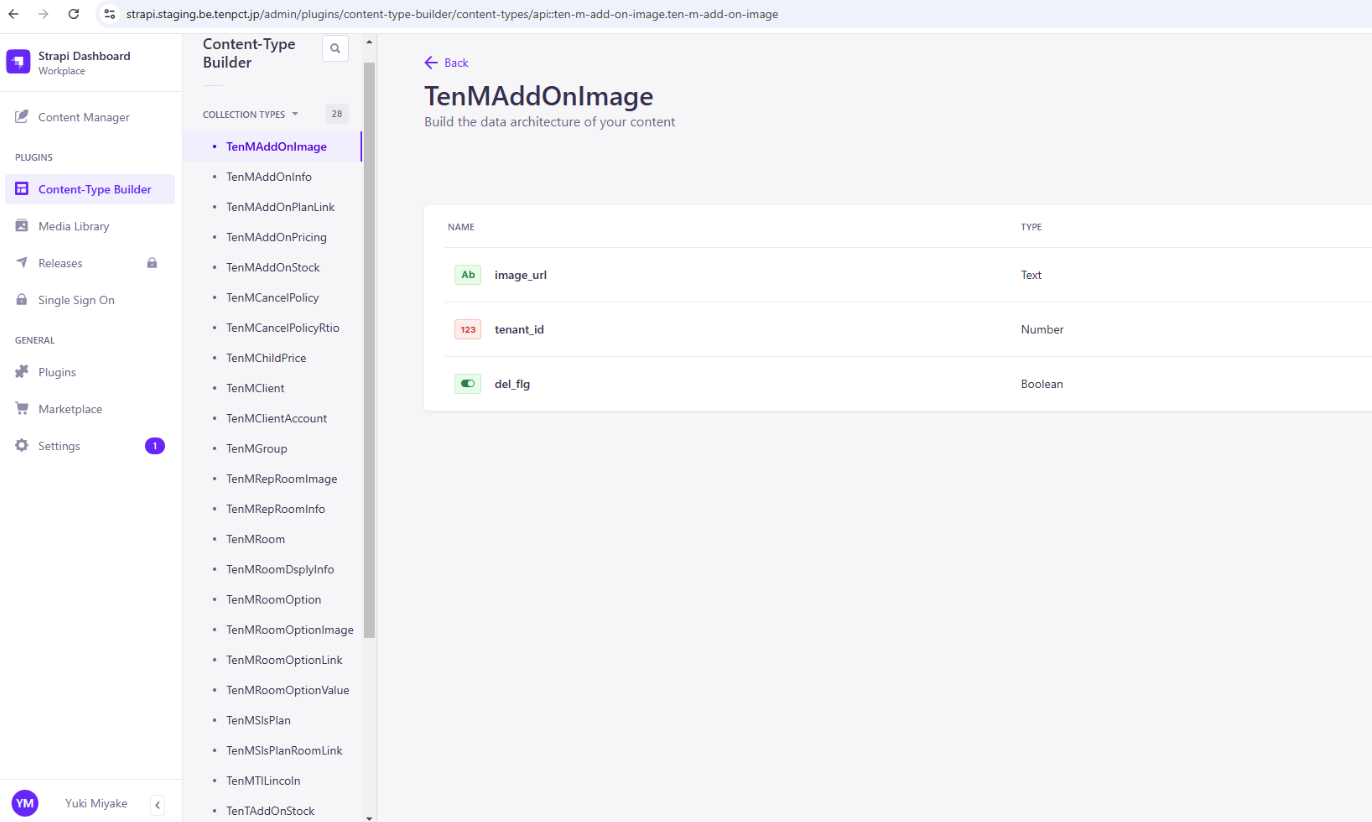 strapi.staging.be.tenpct.jp/admin/plugins/content-type-builder/content-types/api::ten-m-add-on-image.ten-m-add-on-image
Strapi Dashboard
Workplace
Content Manager
PLUGINS
Content-Type Builder
Media Library
Releases
Single Sign On
GENERAL
Plugins
Marketplace
Settings
1
YM
Yuki Miyake
Content-Type
Builder
COLLECTION TYPES
28
TenMAddOnImage
TenMAddOnInfo
TenMAddOnPlanLink
TenMAddOnPricing
TenMAddOnStock
TenMCancelPolicy
TenMCancelPolicyRtio
TenMChildPrice
TenMClient
TenMClientAccount
TenMGroup
TenMRepRoomImage
TenMRepRoomInfo
TenMRoom
TenMRoomDsplyInfo
TenMRoomOption
TenMRoomOptionImage
TenMRoomOptionLink
TenMRoomOptionValue
TenMSlsPlan
TenMSlsPlanRoomLink
TenMTlLincoln
TenTAddOnStock
Back
TenMAddOnImage
Build the data architecture of your content
NAME TYPE
Ab image_url Text
123 tenant_id Number
del_flg Boolean